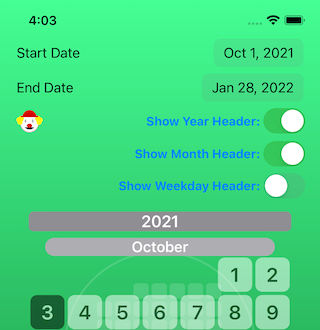 4:03
Start Date Oct 1, 2021
End Date Jan 28, 2022
Show Year Header:
Show Month Header:
Show Weekday Header:
2021
October
1 2
3 4 5 6 7 8 9